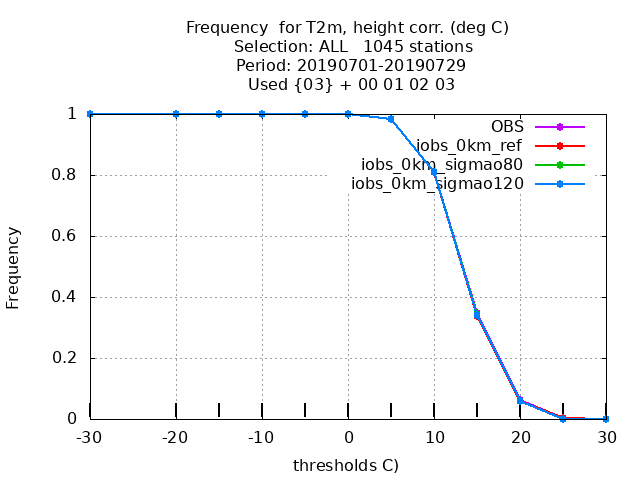 Frequency  for T2m, height corr. (deg C)
Selection: ALL   1045 stations
Period: 20190701-20190729
Used {03} + 00 01 02 03
Frequency
1
0.8
0.6
0.4
0.2
0
OBS
iobs_0km_ref
iobs_0km_sigmao80
iobs_0km_sigmao120
-30
-20
-10
0
10
20
30
thresholds C)